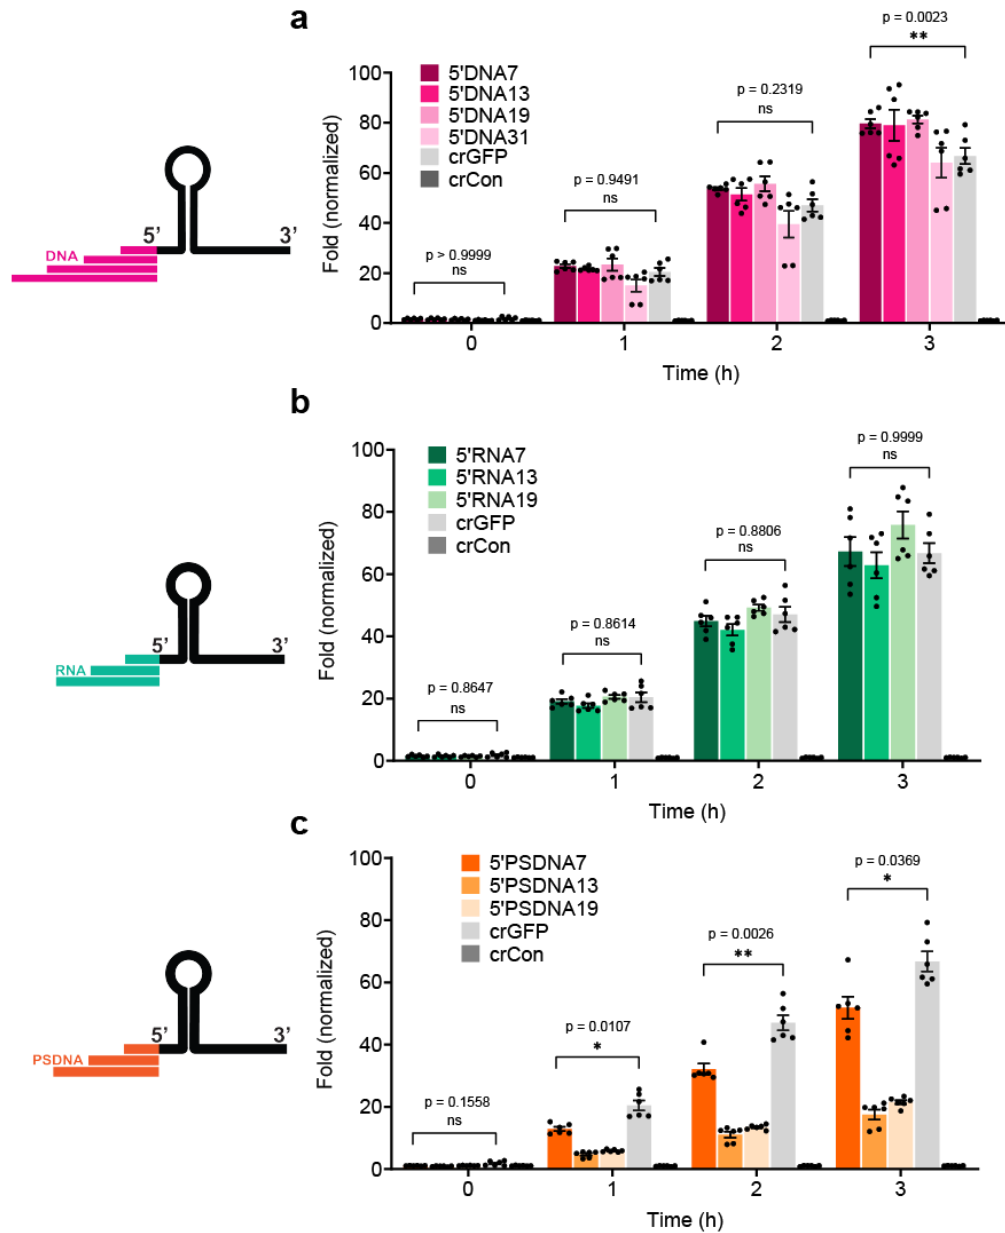 a
p = 0.0023
**
100
80
60
40
20
0
Fold (normalized)
5'DNA7
5'DNA13
5'DNA19
5'DNA31
crGFP
crCon
p > 0.9999
ns
p = 0.9491
ns
p = 0.2319
ns
0
1
2
3
Time (h)
5’
3’
DNA
b
100
80
60
40
20
0
Fold (normalized)
5'RNA7
5'RNA13
5'RNA19
crGFP
crCon
p = 0.8647
ns
p = 0.8614
ns
p = 0.8806
ns
p = 0.9999
ns
0
1
2
3
Time (h)
5’
3’
RNA
c
100
80
60
40
20
0
Fold (normalized)
5'PSDNA7
5'PSDNA13
5'PSDNA19
crGFP
crCon
p = 0.1558
ns
p = 0.0107
*
p = 0.0026
**
p = 0.0369
*
0
1
2
3
Time (h)
5’
3’
PSDNA